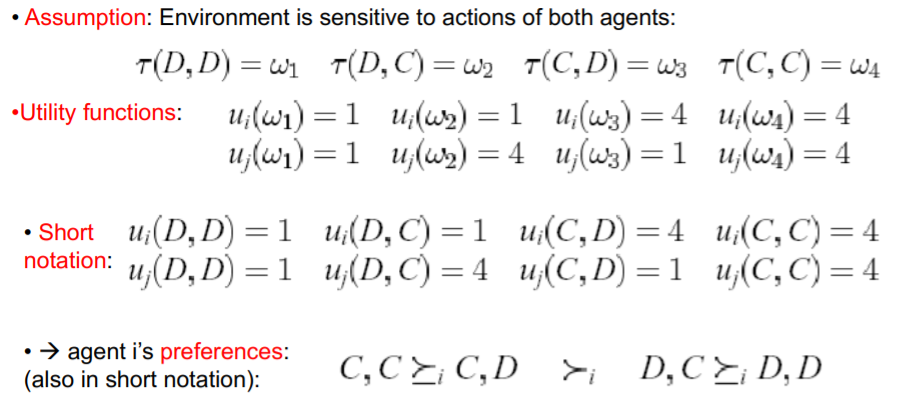 • Assumption: Environment is sensitive to actions of both agents:
τ(D,D) = ω₁ τ(D,C) = ω₂ τ(C,D) = ω₃ τ(C,C) = ω₄
•Utility functions: uᵢ(ω₁) = 1 uᵢ(ω₂) = 1 uᵢ(ω₃) = 4 uᵢ(ω₄) = 4
uⱼ(ω₁) = 1 uⱼ(ω₂) = 4 uⱼ(ω₃) = 1 uⱼ(ω₄) = 4
• Short notation: uᵢ(D,D) = 1 uᵢ(D,C) = 1 uᵢ(C,D) = 4 uᵢ(C,C) = 4
uⱼ(D,D) = 1 uⱼ(D,C) = 4 uⱼ(C,D) = 1 uⱼ(C,C) = 4
• → agent i's preferences:
(also in short notation): C,C ⪰ᵢ C,D ≻ᵢ D,C ⪰ᵢ D,D